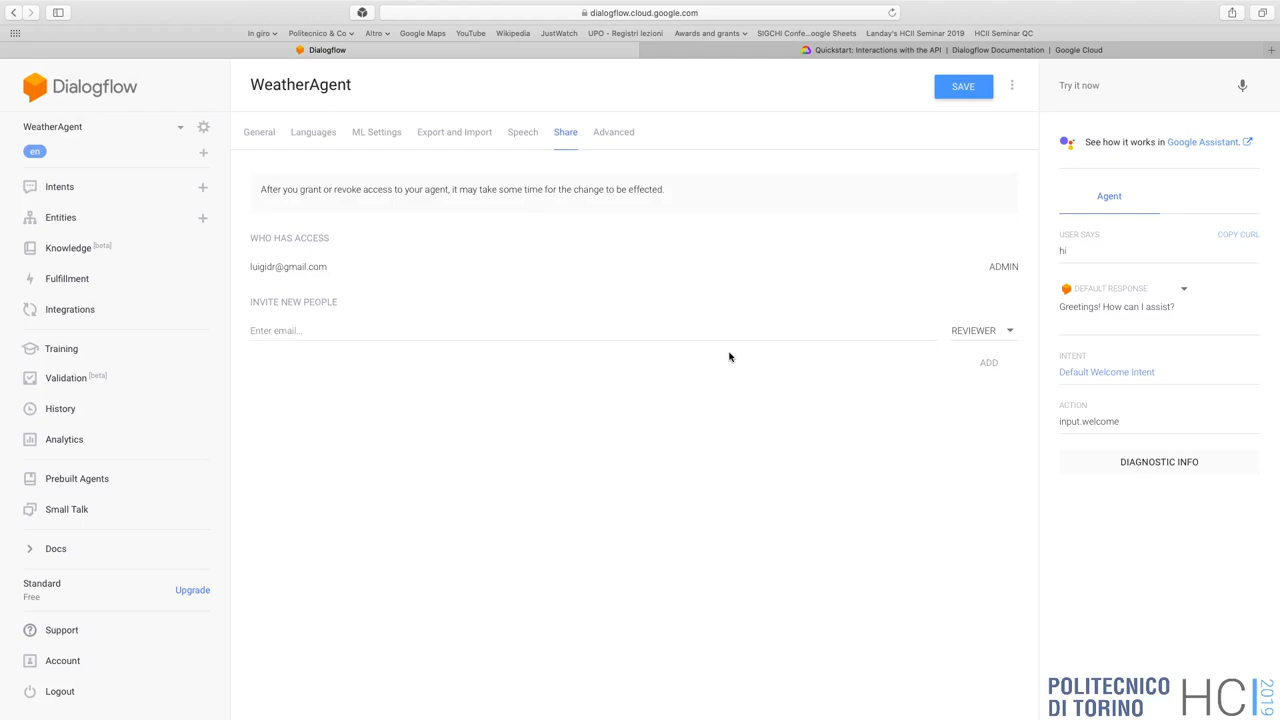 dialogflow.cloud.google.com
In giro
Politecnico & Co
Altro
Google Maps
YouTube
Wikipedia
JustWatch
UPO - Registri lezioni
Awards and grants
SIGCHI Confe...oogle Sheets
Landay's HCII Seminar 2019
HCII Seminar QC
Dialogflow
Quickstart: Interactions with the API | Dialogflow Documentation | Google Cloud
Dialogflow
WeatherAgent
en
Intents
Entities
Knowledge [beta]
Fulfillment
Integrations
Training
Validation [beta]
History
Analytics
Prebuilt Agents
Small Talk
Docs
Standard
Free
Upgrade
Support
Account
Logout
WeatherAgent
SAVE
General
Languages
ML Settings
Export and Import
Speech
Share
Advanced
After you grant or revoke access to your agent, it may take some time for the change to be effected.
WHO HAS ACCESS
luigidr@gmail.com
ADMIN
INVITE NEW PEOPLE
Enter email...
REVIEWER
ADD
Try it now
See how it works in Google Assistant.
Agent
USER SAYS
COPY CURL
hi
DEFAULT RESPONSE
Greetings! How can I assist?
INTENT
Default Welcome Intent
ACTION
input.welcome
DIAGNOSTIC INFO
POLITECNICO
DI TORINO
HCI
2019